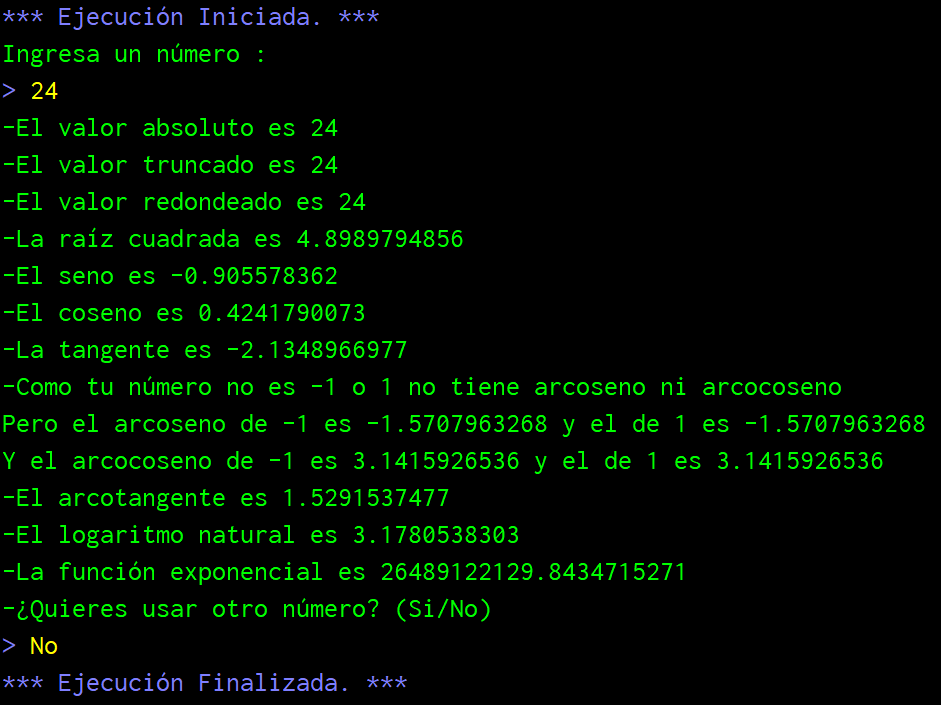 *** Ejecución Iniciada. ***
Ingresa un número :
> 24
-El valor absoluto es 24
-El valor truncado es 24
-El valor redondeado es 24
-La raíz cuadrada es 4.8989794856
-El seno es -0.905578362
-El coseno es 0.4241790073
-La tangente es -2.1348966977
-Como tu número no es -1 o 1 no tiene arcoseno ni arcocoseno
Pero el arcoseno de -1 es -1.5707963268 y el de 1 es -1.5707963268
Y el arcocoseno de -1 es 3.1415926536 y el de 1 es 3.1415926536
-El arcotangente es 1.5291537477
-El logaritmo natural es 3.1780538303
-La función exponencial es 26489122129.8434715271
-¿Quieres usar otro número? (Si/No)
> No
*** Ejecución Finalizada. ***